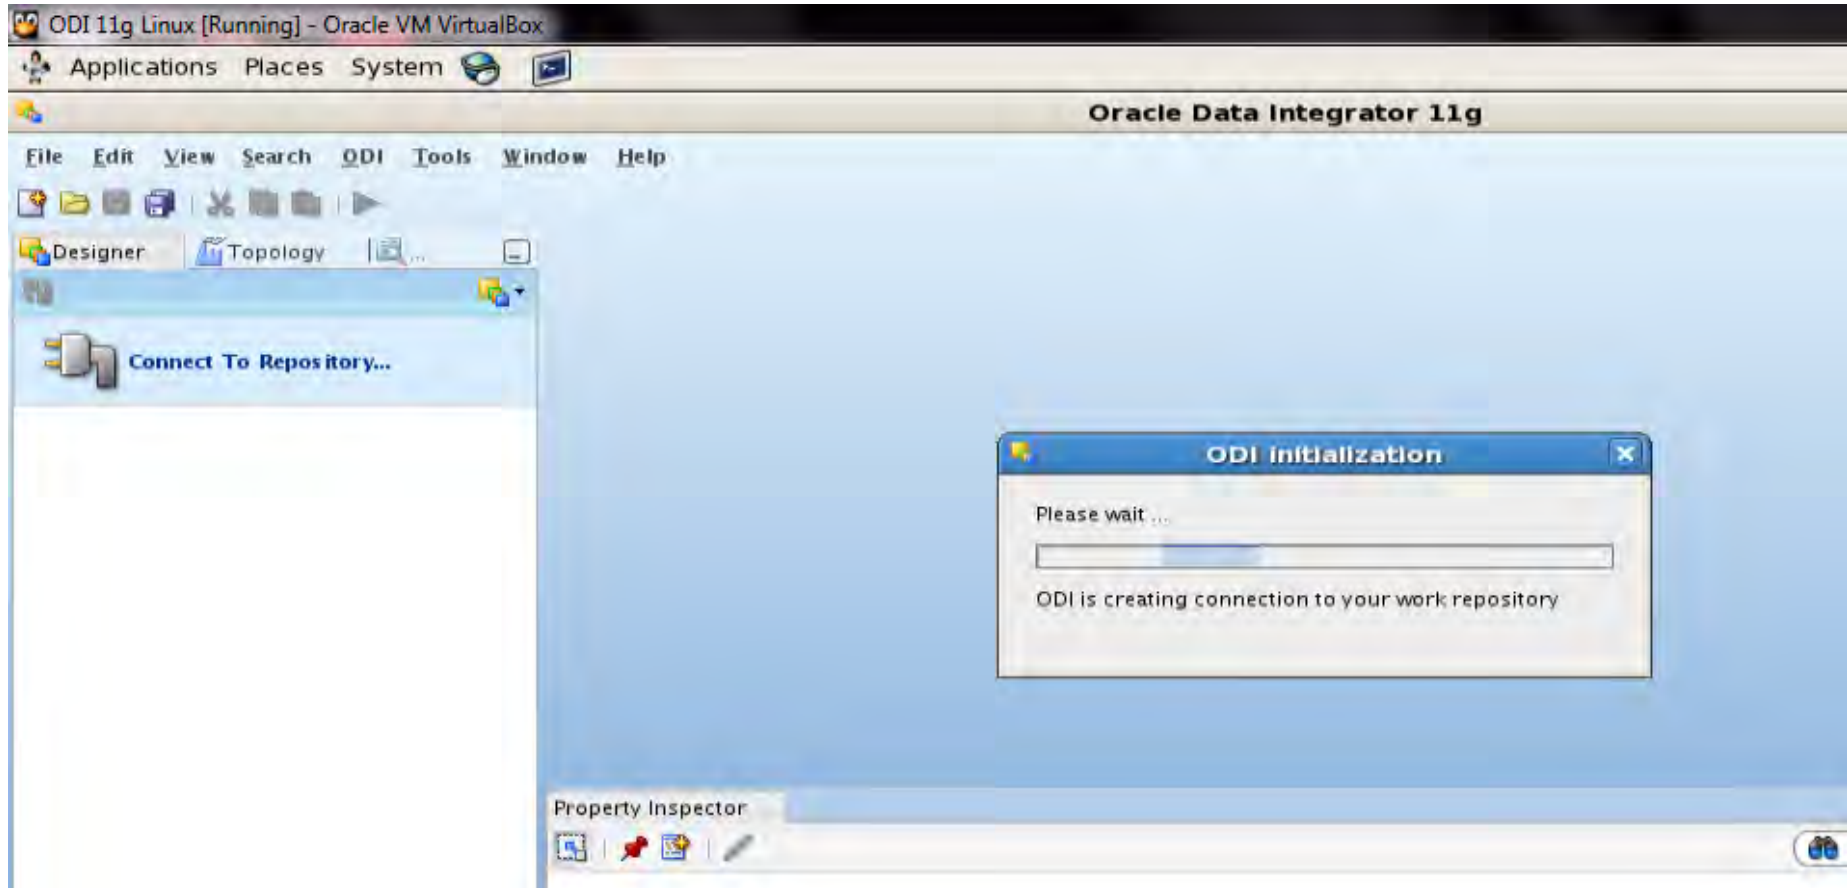 ODI 11g Linux [Running] - Oracle VM VirtualBox
Applications Places System
Oracle Data Integrator 11g
File Edit View Search ODI Tools Window Help
Designer Topology ...
Connect To Repository...
ODI initialization
Please wait ...
ODI is creating connection to your work repository
Property Inspector